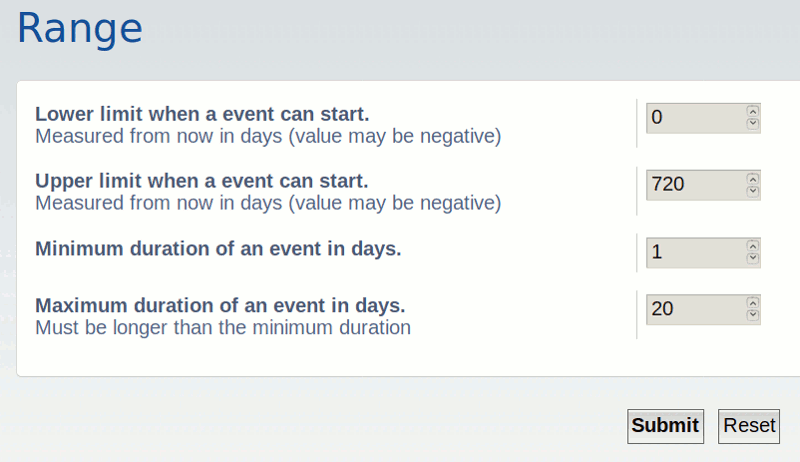 Range
Lower limit when a event can start.
0
Measured from now in days (value may be negative)
Upper limit when a event can start.
720
Measured from now in days (value may be negative)
Minimum duration of an event in days.
1
Maximum duration of an event in days.
20
Must be longer than the minimum duration
Submit Reset